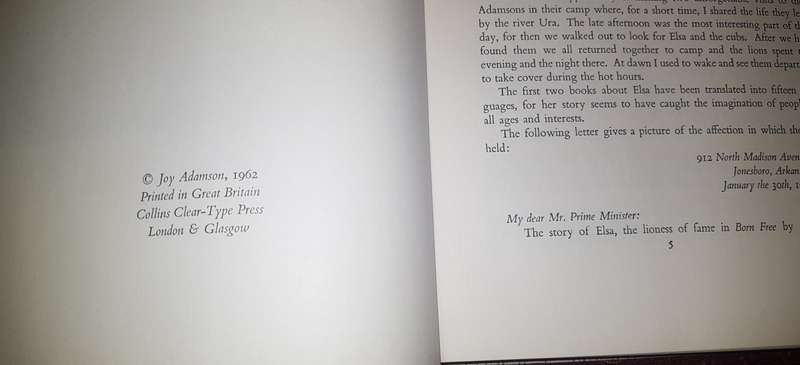 © Joy Adamson, 1962
Printed in Great Britain
Collins Clear-Type Press
London & Glasgow
Adamsons in their camp where, for a short time, I shared the life they
by the river Ura. The late afternoon was the most interesting part of
day, for then we walked out to look for Elsa and the cubs. After we
found them we all returned together to camp and the lions spent
evening and the night there. At dawn I used to wake and see them depart
to take cover during the hot hours.
The first two books about Elsa have been translated into fifteen
guages, for her story seems to have caught the imagination of
all ages and interests.
The following letter gives a picture of the affection in which
held:
912 North Madison Aven
Jonesboro, Arkan
January the 30th,
My dear Mr. Prime Minister:
The story of Elsa, the lioness of fame in Born Free by
5